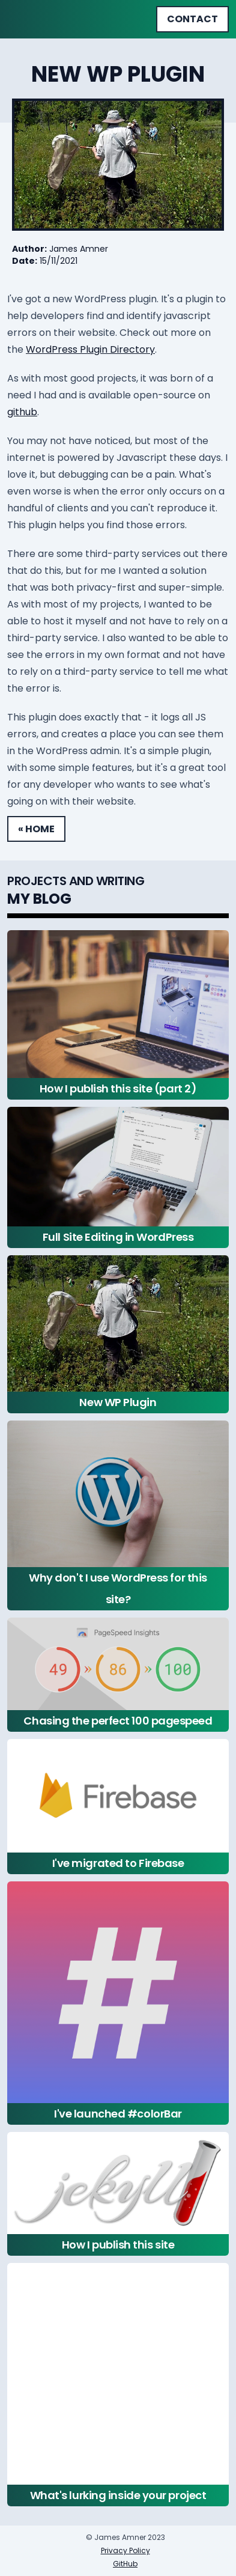 CONTACT
NEW WP PLUGIN
Author: James Amner
Date: 15/11/2021
I've got a new WordPress plugin. It's a plugin to
help developers find and identify javascript
errors on their website. Check out more on
the WordPress Plugin Directory.
As with most good projects, it was born of a
need I had and is available open-source on
github.
You may not have noticed, but most of the
internet is powered by Javascript these days. I
love it, but debugging can be a pain. What's
even worse is when the error only occurs on a
handful of clients and you can't reproduce it.
This plugin helps you find those errors.
There are some third-party services out there
that do this, but for me I wanted a solution
that was both privacy-first and super-simple.
As with most of my projects, I wanted to be
able to host it myself and not have to rely on a
third-party service. I also wanted to be able to
see the errors in my own format and not have
to rely on a third-party service to tell me what
the error is.
This plugin does exactly that - it logs all JS
errors, and creates a place you can see them
in the WordPress admin. It's a simple plugin,
with some simple features, but it's a great tool
for any developer who wants to see what's
going on with their website.
« HOME
PROJECTS AND WRITING
MY BLOG
How I publish this site (part 2)
Full Site Editing in WordPress
New WP Plugin
Why don't I use WordPress for this
site?
PageSpeed Insights
49 » 86 » 100
Chasing the perfect 100 pagespeed
Firebase
I've migrated to Firebase
#
I've launched #colorBar
jekyll
How I publish this site
What's lurking inside your project
© James Amner 2023
Privacy Policy
GitHub